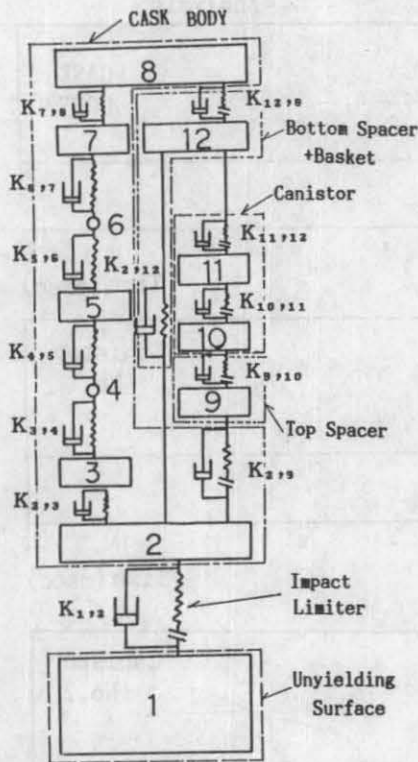 CASK BODY
8
K7,8
K12,8
7
12
Bottom Spacer
+Basket
K6,7
6
Canistor
K5,6
K2,12
K11,12
11
5
K10,11
10
K4,5
K9,10
4
9
K3,4
Top Spacer
3
K2,9
K2,3
2
Impact
Limiter
K1,2
1
Unyielding
Surface